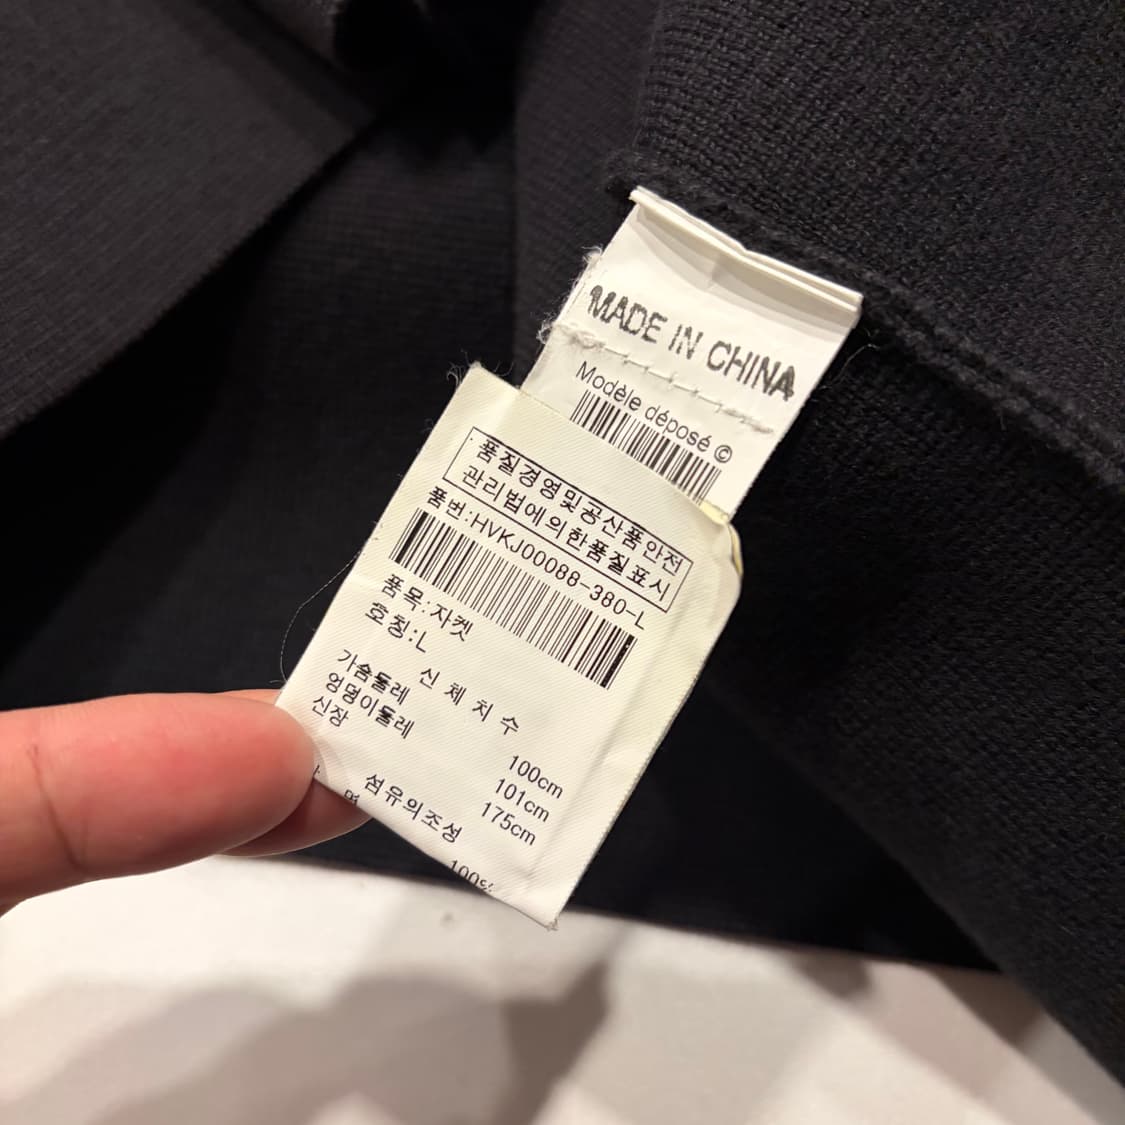 MADE IN CHINA
Modèle déposé ©
품질경영및공산품안전
관리법에의한품질표시
품번:HVKJ00088-380-L
품목:자켓
호칭:L
신 체 치 수
가슴둘레 100cm
엉덩이둘레 101cm
신장 175cm
섬유의조성
면 100%